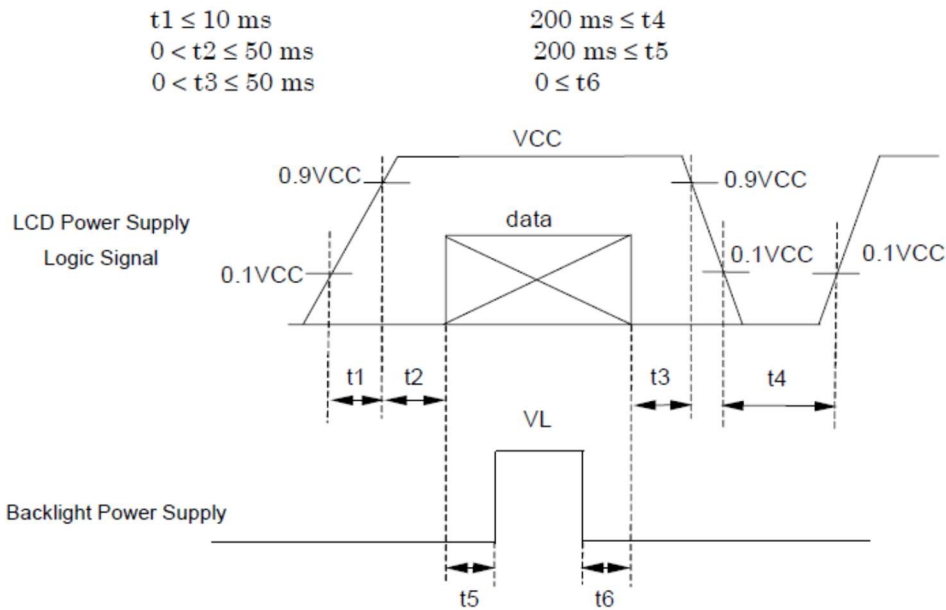 t1 ≤ 10 ms
200 ms ≤ t4
0 < t2 ≤ 50 ms
200 ms ≤ t5
0 < t3 ≤ 50 ms
0 ≤ t6
VCC
0.9VCC
0.9VCC
LCD Power Supply
Logic Signal
data
0.1VCC
0.1VCC
0.1VCC
t1
t2
t3
t4
VL
Backlight Power Supply
t5
t6